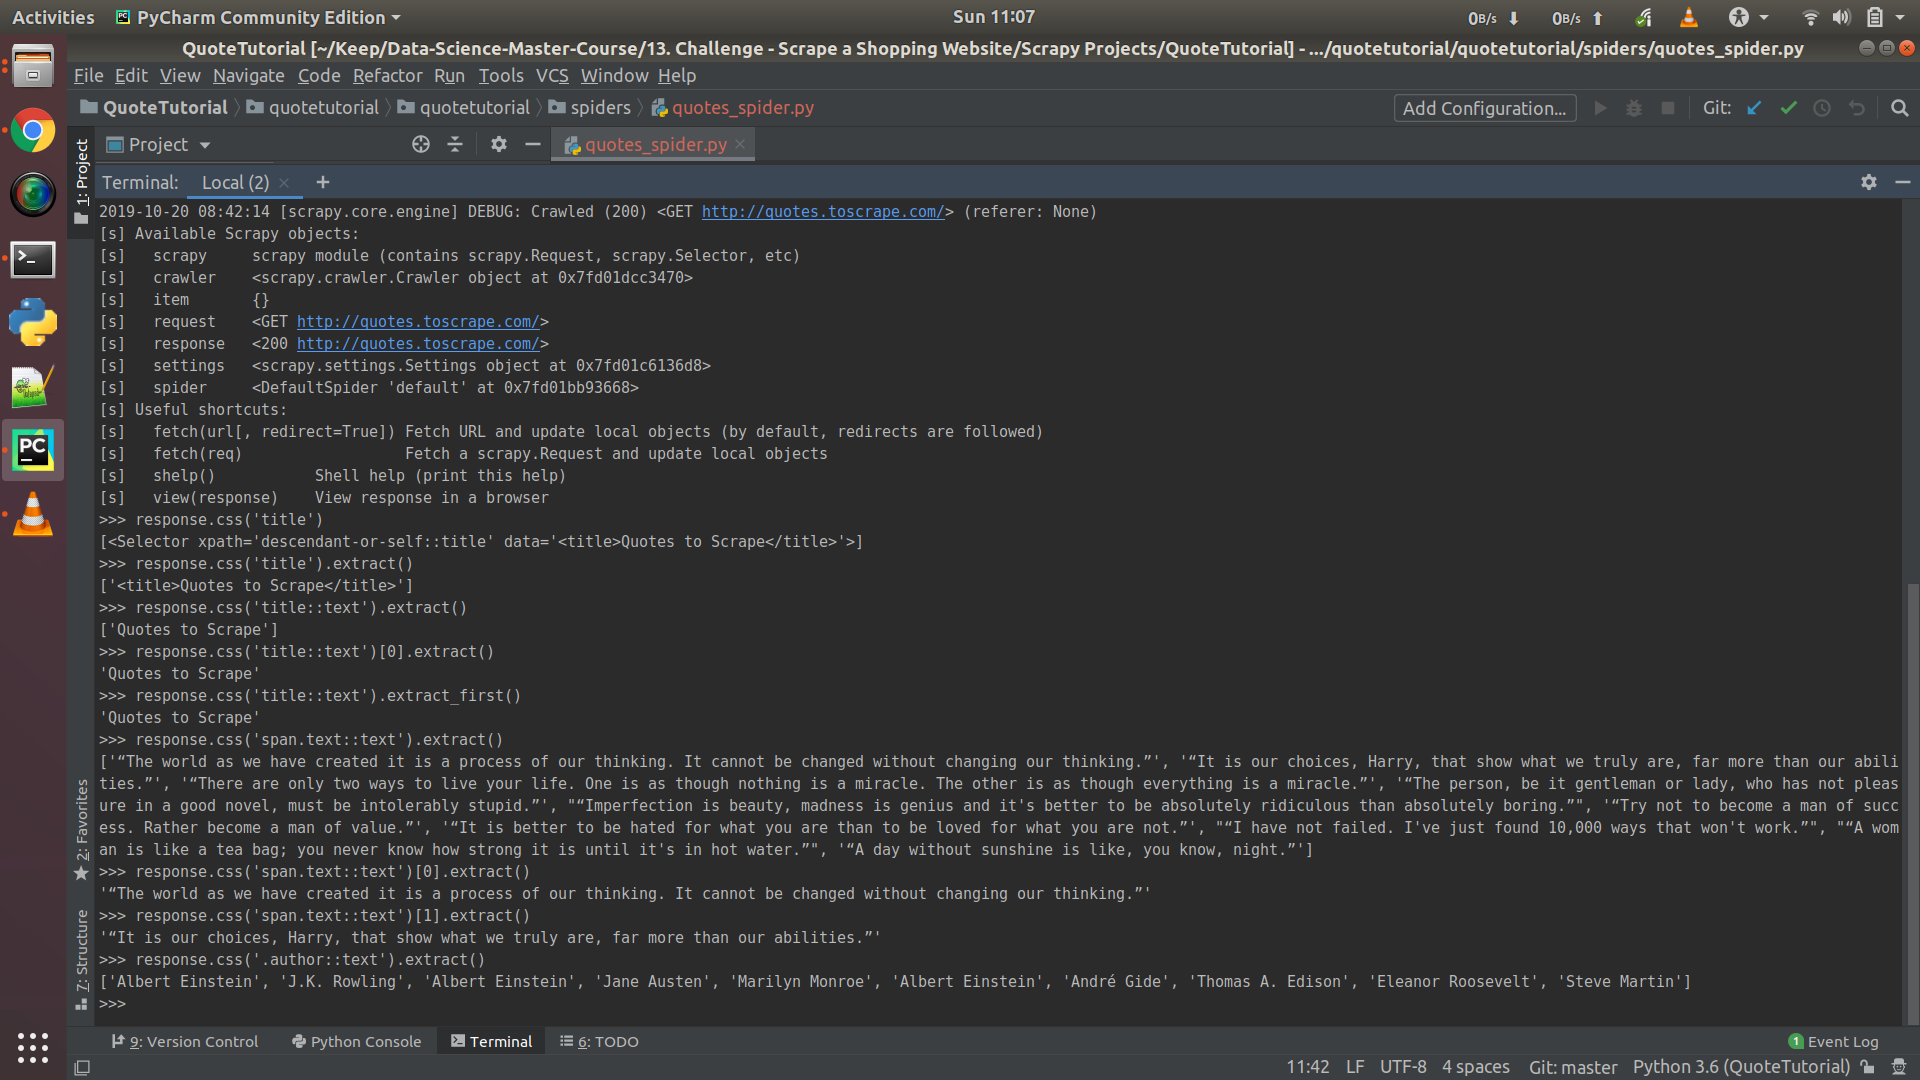 Activities PyCharm Community Edition Sun 11:07 0B/s 0B/s
QuoteTutorial [~/Keep/Data-Science-Master-Course/13. Challenge - Scrape a Shopping Website/Scrapy Projects/QuoteTutorial] - .../quotetutorial/quotetutorial/spiders/quotes_spider.py
File Edit View Navigate Code Refactor Run Tools VCS Window Help
QuoteTutorial quotetutorial quotetutorial spiders quotes_spider.py Add Configuration... Git:
1: Project
Project quotes_spider.py
Terminal: Local (2) +
2019-10-20 08:42:14 [scrapy.core.engine] DEBUG: Crawled (200) <GET http://quotes.toscrape.com/> (referer: None)
[s] Available Scrapy objects:
[s]   scrapy     scrapy module (contains scrapy.Request, scrapy.Selector, etc)
[s]   crawler    <scrapy.crawler.Crawler object at 0x7fd01dcc3470>
[s]   item       {}
[s]   request    <GET http://quotes.toscrape.com/>
[s]   response   <200 http://quotes.toscrape.com/>
[s]   settings   <scrapy.settings.Settings object at 0x7fd01c6136d8>
[s]   spider     <DefaultSpider 'default' at 0x7fd01bb93668>
[s] Useful shortcuts:
[s]   fetch(url[, redirect=True]) Fetch URL and update local objects (by default, redirects are followed)
[s]   fetch(req)                  Fetch a scrapy.Request and update local objects
[s]   shelp()           Shell help (print this help)
[s]   view(response)    View response in a browser
>>> response.css('title')
[<Selector xpath='descendant-or-self::title' data='<title>Quotes to Scrape</title>'>]
>>> response.css('title').extract()
['<title>Quotes to Scrape</title>']
>>> response.css('title::text').extract()
['Quotes to Scrape']
>>> response.css('title::text')[0].extract()
'Quotes to Scrape'
>>> response.css('title::text').extract_first()
'Quotes to Scrape'
>>> response.css('span.text::text').extract()
['“The world as we have created it is a process of our thinking. It cannot be changed without changing our thinking.”', '“It is our choices, Harry, that show what we truly are, far more than our abili
ties.”', '“There are only two ways to live your life. One is as though nothing is a miracle. The other is as though everything is a miracle.”', '“The person, be it gentleman or lady, who has not pleas
ure in a good novel, must be intolerably stupid.”', "“Imperfection is beauty, madness is genius and it's better to be absolutely ridiculous than absolutely boring.”", '“Try not to become a man of succ
ess. Rather become a man of value.”', '“It is better to be hated for what you are than to be loved for what you are not.”', "“I have not failed. I've just found 10,000 ways that won't work.”", "“A wom
an is like a tea bag; you never know how strong it is until it's in hot water.”", '“A day without sunshine is like, you know, night.”']
>>> response.css('span.text::text')[0].extract()
'“The world as we have created it is a process of our thinking. It cannot be changed without changing our thinking.”'
>>> response.css('span.text::text')[1].extract()
'“It is our choices, Harry, that show what we truly are, far more than our abilities.”'
>>> response.css('.author::text').extract()
['Albert Einstein', 'J.K. Rowling', 'Albert Einstein', 'Jane Austen', 'Marilyn Monroe', 'Albert Einstein', 'André Gide', 'Thomas A. Edison', 'Eleanor Roosevelt', 'Steve Martin']
>>>
2: Favorites
7: Structure
PC
9: Version Control Python Console Terminal 6: TODO 1 Event Log
11:42 LF UTF-8 4 spaces Git: master Python 3.6 (QuoteTutorial)